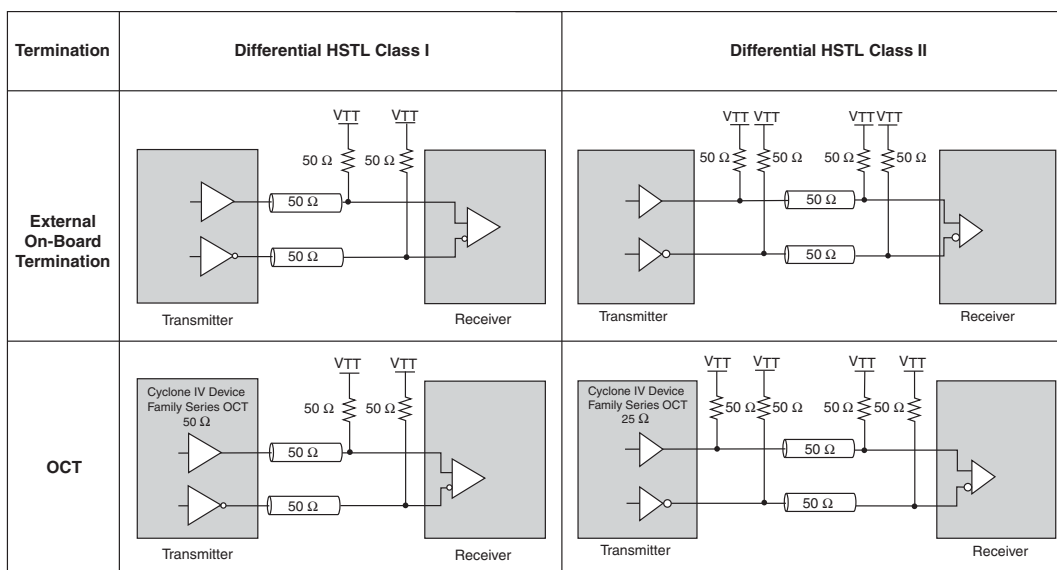 Termination
Differential HSTL Class I
Differential HSTL Class II
External
On-Board
Termination
VTT VTT
50 Ω 50 Ω
50 Ω
50 Ω
Transmitter
Receiver
VTT VTT VTT VTT
50 Ω 50 Ω 50 Ω 50 Ω
50 Ω
50 Ω
Transmitter
Receiver
OCT
VTT VTT
Cyclone IV Device
Family Series OCT
50 Ω
50 Ω 50 Ω
50 Ω
50 Ω
Transmitter
Receiver
VTT VTT VTT VTT
Cyclone IV Device
Family Series OCT
25 Ω
50 Ω 50 Ω 50 Ω 50 Ω
50 Ω
50 Ω
Transmitter
Receiver